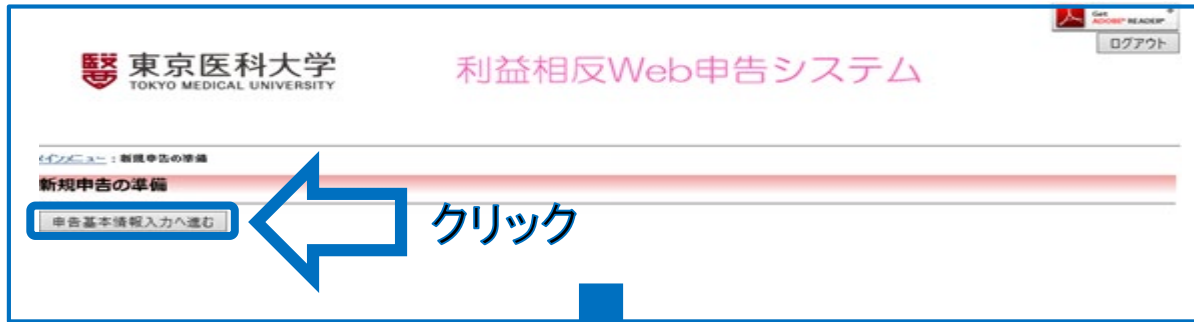 Get
ADOBE® READER®
ログアウト
東京医科大学
TOKYO MEDICAL UNIVERSITY
利益相反Web申告システム
メインメニュー：新規申告の準備
新規申告の準備
申告基本情報入力へ進む
クリック